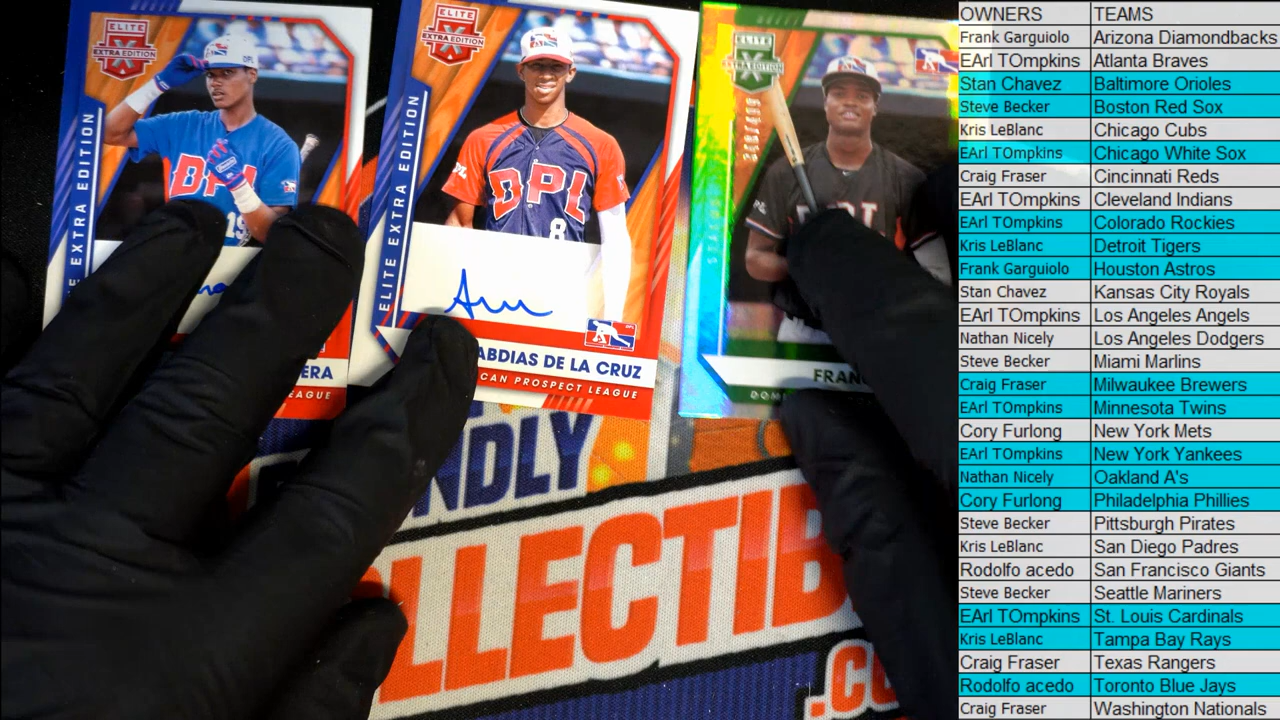 ELITE
EXTRA EDITION
E EXTRA EDITION
DPL
19
ERA
EAGUE
ELITE
EXTRA EDITION
ELITE EXTRA EDITION
DPL
8
ABDIAS DE LA CRUZ
CAN PROSPECT LEAGUE
ELITE
EXTRA EDITION
FRAN
DOM
NDLY
LLECTIB
.CO
OWNERS TEAMS
Frank Garguiolo Arizona Diamondbacks
EArl TOmpkins Atlanta Braves
Stan Chavez Baltimore Orioles
Steve Becker Boston Red Sox
Kris LeBlanc Chicago Cubs
EArl TOmpkins Chicago White Sox
Craig Fraser Cincinnati Reds
EArl TOmpkins Cleveland Indians
EArl TOmpkins Colorado Rockies
Kris LeBlanc Detroit Tigers
Frank Garguiolo Houston Astros
Stan Chavez Kansas City Royals
EArl TOmpkins Los Angeles Angels
Nathan Nicely Los Angeles Dodgers
Steve Becker Miami Marlins
Craig Fraser Milwaukee Brewers
EArl TOmpkins Minnesota Twins
Cory Furlong New York Mets
EArl TOmpkins New York Yankees
Nathan Nicely Oakland A's
Cory Furlong Philadelphia Phillies
Steve Becker Pittsburgh Pirates
Kris LeBlanc San Diego Padres
Rodolfo acedo San Francisco Giants
Steve Becker Seattle Mariners
EArl TOmpkins St. Louis Cardinals
Kris LeBlanc Tampa Bay Rays
Craig Fraser Texas Rangers
Rodolfo acedo Toronto Blue Jays
Craig Fraser Washington Nationals